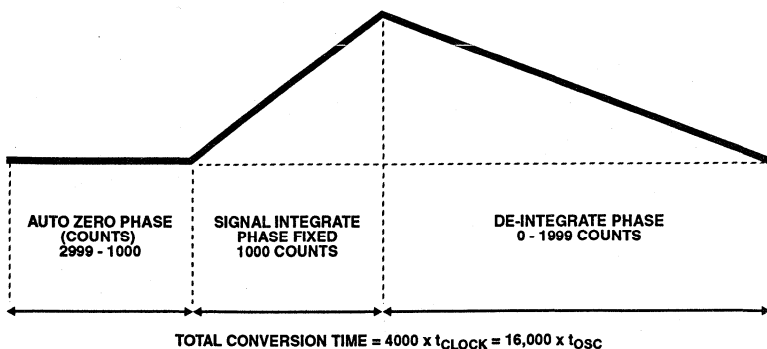 AUTO ZERO PHASE
(COUNTS)
2999 - 1000
SIGNAL INTEGRATE
PHASE FIXED
1000 COUNTS
DE-INTEGRATE PHASE
0 - 1999 COUNTS
TOTAL CONVERSION TIME = 4000 x tCLOCK = 16,000 x tOSC